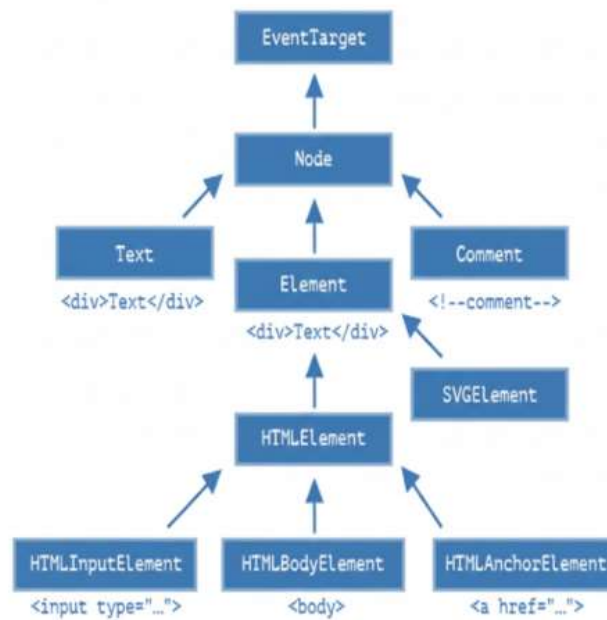 EventTarget
Node
Text
Comment
<div>Text</div>
Element
<!--comment-->
<div>Text</div>
SVGElement
HTMLElement
HTMLInputElement
HTMLBodyElement
HTMLAnchorElement
<input type="…">
<body>
<a href="…">